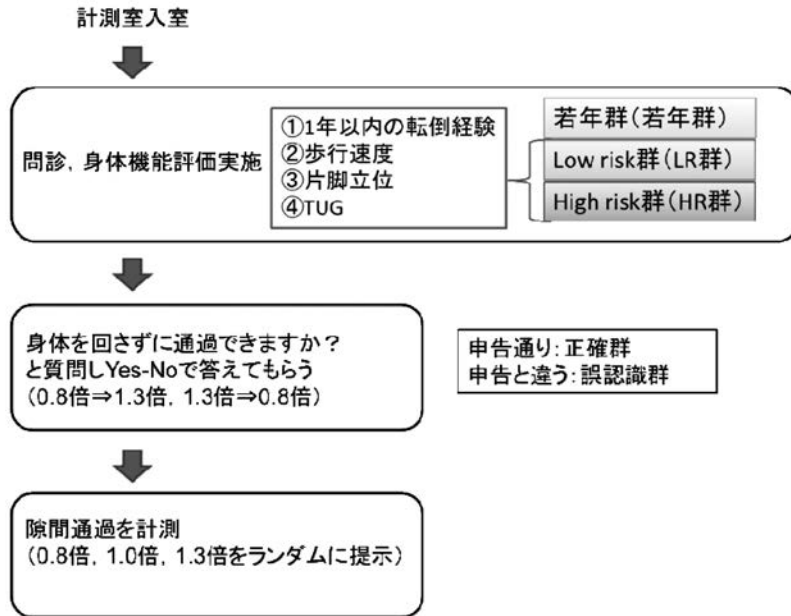 計測室入室
問診，身体機能評価実施
①1年以内の転倒経験
②歩行速度
③片脚立位
④TUG
若年群（若年群）
Low risk群（LR群）
High risk群（HR群）
身体を回さずに通過できますか？
と質問しYes-Noで答えてもらう
（0.8倍⇒1.3倍，1.3倍⇒0.8倍）
申告通り：正確群
申告と違う：誤認識群
隙間通過を計測
（0.8倍，1.0倍，1.3倍をランダムに提示）